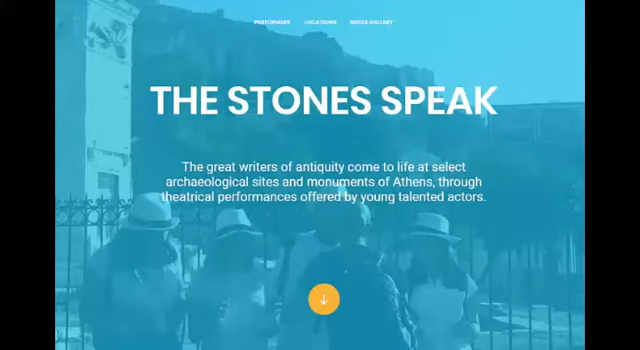 PERFORMERS LOCATIONS MEDIA GALLERY
THE STONES SPEAK
The great writers of antiquity come to life at select
archaeological sites and monuments of Athens, through
theatrical performances offered by young talented actors.